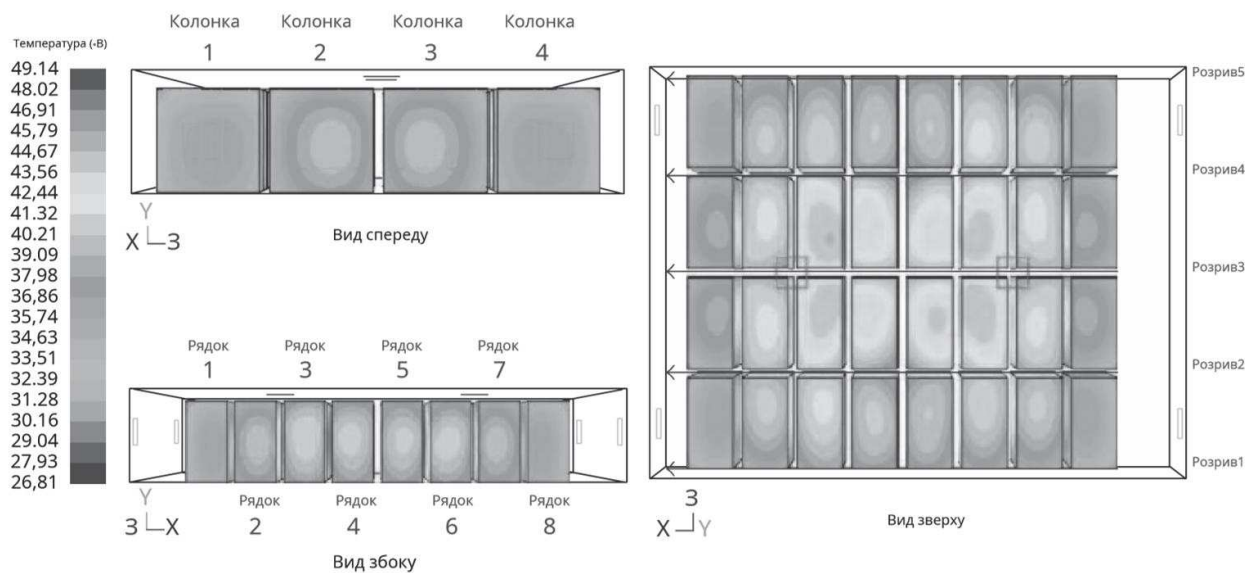 Температура (◦В)
49.14
48.02
46,91
45,79
44,67
43,56
42,44
41.32
40.21
39.09
37,98
36,86
35,74
34,63
33,51
32.39
31.28
30.16
29.04
27,93
26,81
Колонка Колонка Колонка Колонка
1 2 3 4
Y
X З
Вид спереду
Рядок Рядок Рядок Рядок
1 3 5 7
Y
З X
Рядок Рядок Рядок Рядок
2 4 6 8
Вид збоку
Розрив5
Розрив4
Розрив3
Розрив2
Розрив1
З
X Y
Вид зверху